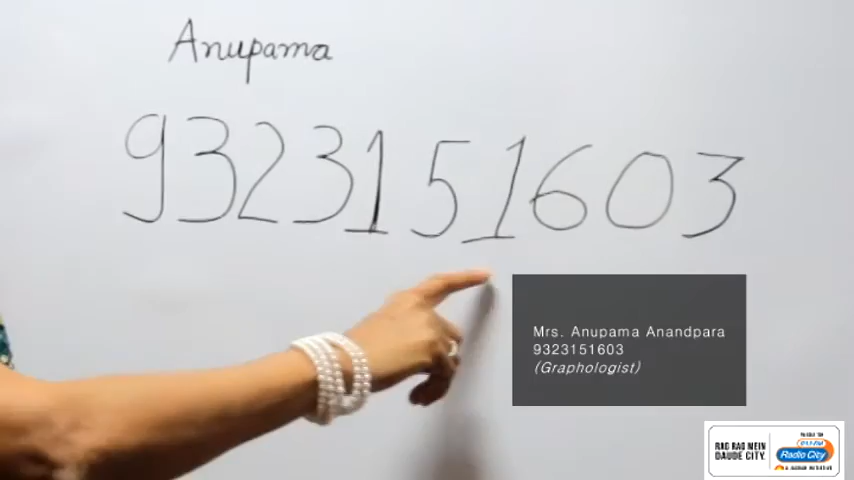 Anupama
9323151603
Mrs. Anupama Anandpara
9323151603
(Graphologist)
RAG RAG MEIN
DAUDE CITY.
Radio City